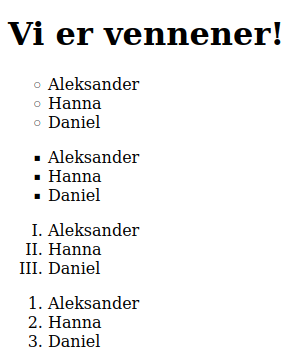 Vi er vennener!
○ Aleksander
○ Hanna
○ Daniel
▪ Aleksander
▪ Hanna
▪ Daniel
I. Aleksander
II. Hanna
III. Daniel
1. Aleksander
2. Hanna
3. Daniel